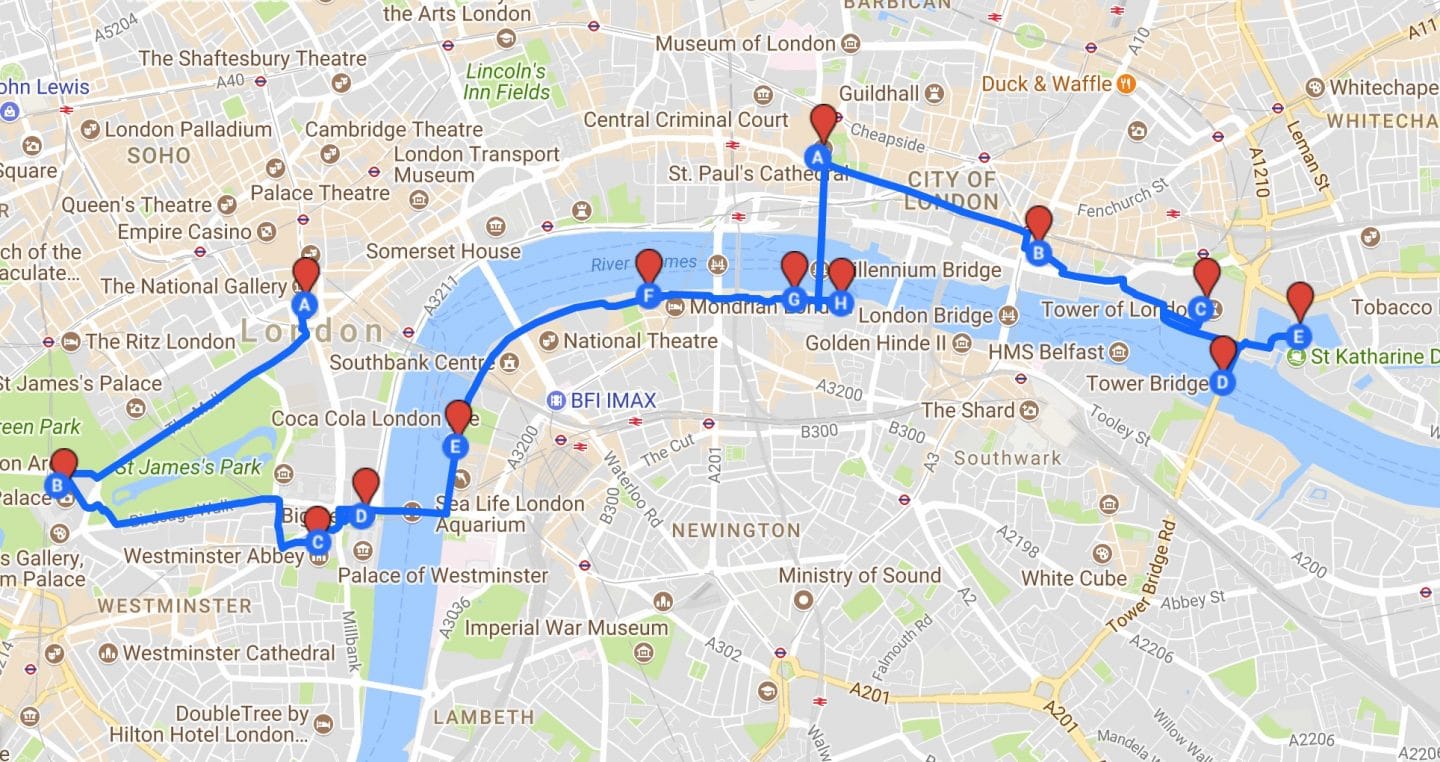 BARBICAN
A5204
the Arts London
Museum of London
A10
A11
The Shaftesbury Theatre
A40
Lincoln's
Inn Fields
Duck & Waffle
ohn Lewis
Guildhall
Whitechape
London Palladium
Cambridge Theatre
Central Criminal Court
Cheapside
WHITECHA
Leman St
SOHO
London Transport
Museum
A
St. Paul's Cathedral
A1210
Square
Palace Theatre
CITY OF
LONDON
Fenchurch St
R
Queen's Theatre
Empire Casino
Somerset House
ch of the
aculate...
B
River
mes
llennium Bridge
The National Gallery
A3211
F
G
H
Mondrian Lond
A
London Bridge
Tower of Londo
C
Tobacco
London
The Ritz London
National Theatre
Golden Hinde II
HMS Belfast
E
St Katharine D
Southbank Centre
St James's Palace
Tower Bridge
D
A3200
The Mall
BFI IMAX
The Shard
Tooley St
Coca Cola London
e
reen Park
E
A3200
The Cut
B300
B300
A3
Southwark
on Ar
St James's Park
A201
B
Palace
Waterloo Rd
B300
Birdcage Walk
Big
D
Sea Life London
Aquarium
NEWINGTON
C
Westminster Abbey
s Gallery,
m Palace
Palace of Westminster
Ministry of Sound
A2198
White Cube
Tower Bridge Rd
A200
WESTMINSTER
A3036
A2
Abbey St
Millbank
Imperial War Museum
Falmouth Rd
A2206
Westminster Cathedral
A302
A214
A201
A201
DoubleTree by
Hilton Hotel London...
LAMBETH
Walw
Mandela W
Willow Walk
A2206
A2206